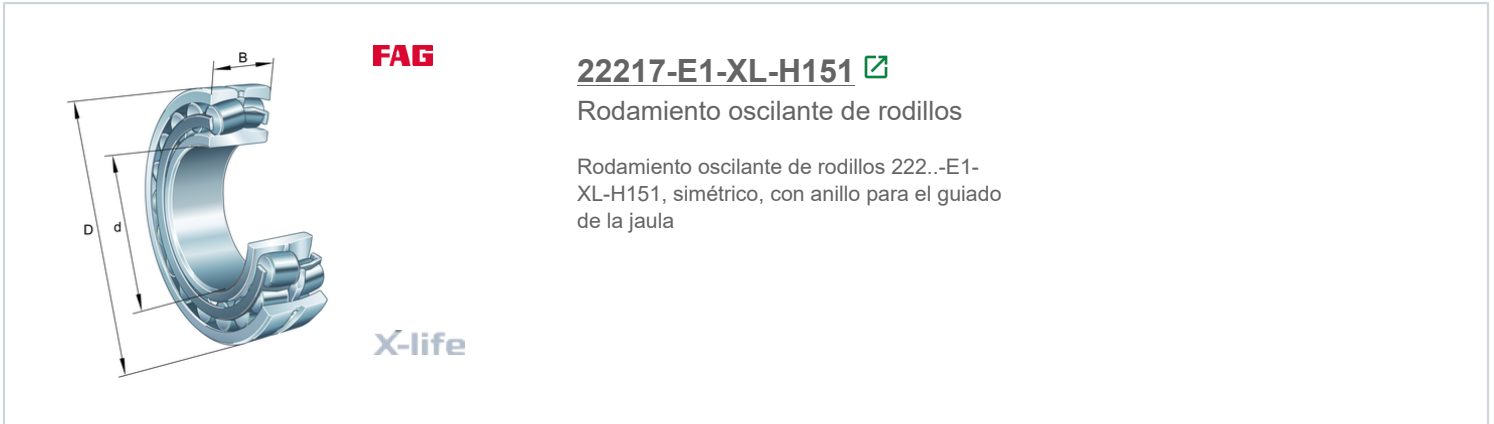 B
D
d
FAG
X-life
22217-E1-XL-H151
Rodamiento oscilante de rodillos
Rodamiento oscilante de rodillos 222..-E1-
XL-H151, simétrico, con anillo para el guiado
de la jaula